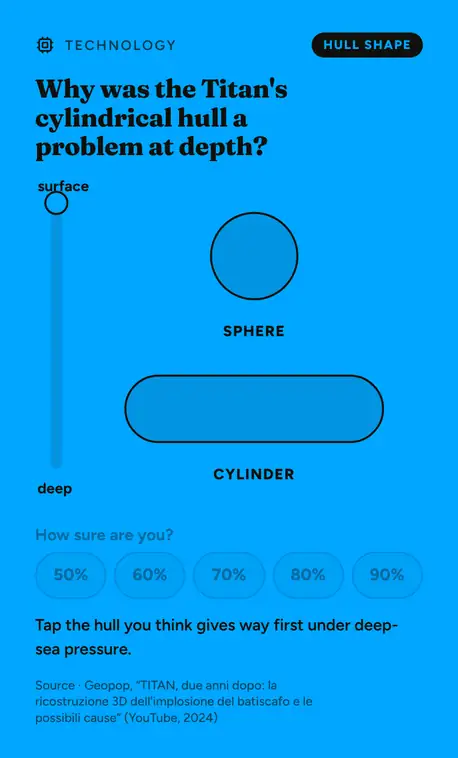 TECHNOLOGY
HULL SHAPE
Why was the Titan's
cylindrical hull a
problem at depth?
surface
SPHERE
CYLINDER
deep
How sure are you?
50% 60% 70% 80% 90%
Tap the hull you think gives way first under deep-
sea pressure.
Source · Geopop, “TITAN, due anni dopo: la
ricostruzione 3D dell’implosione del batiscafo e le
possibili cause” (YouTube, 2024)